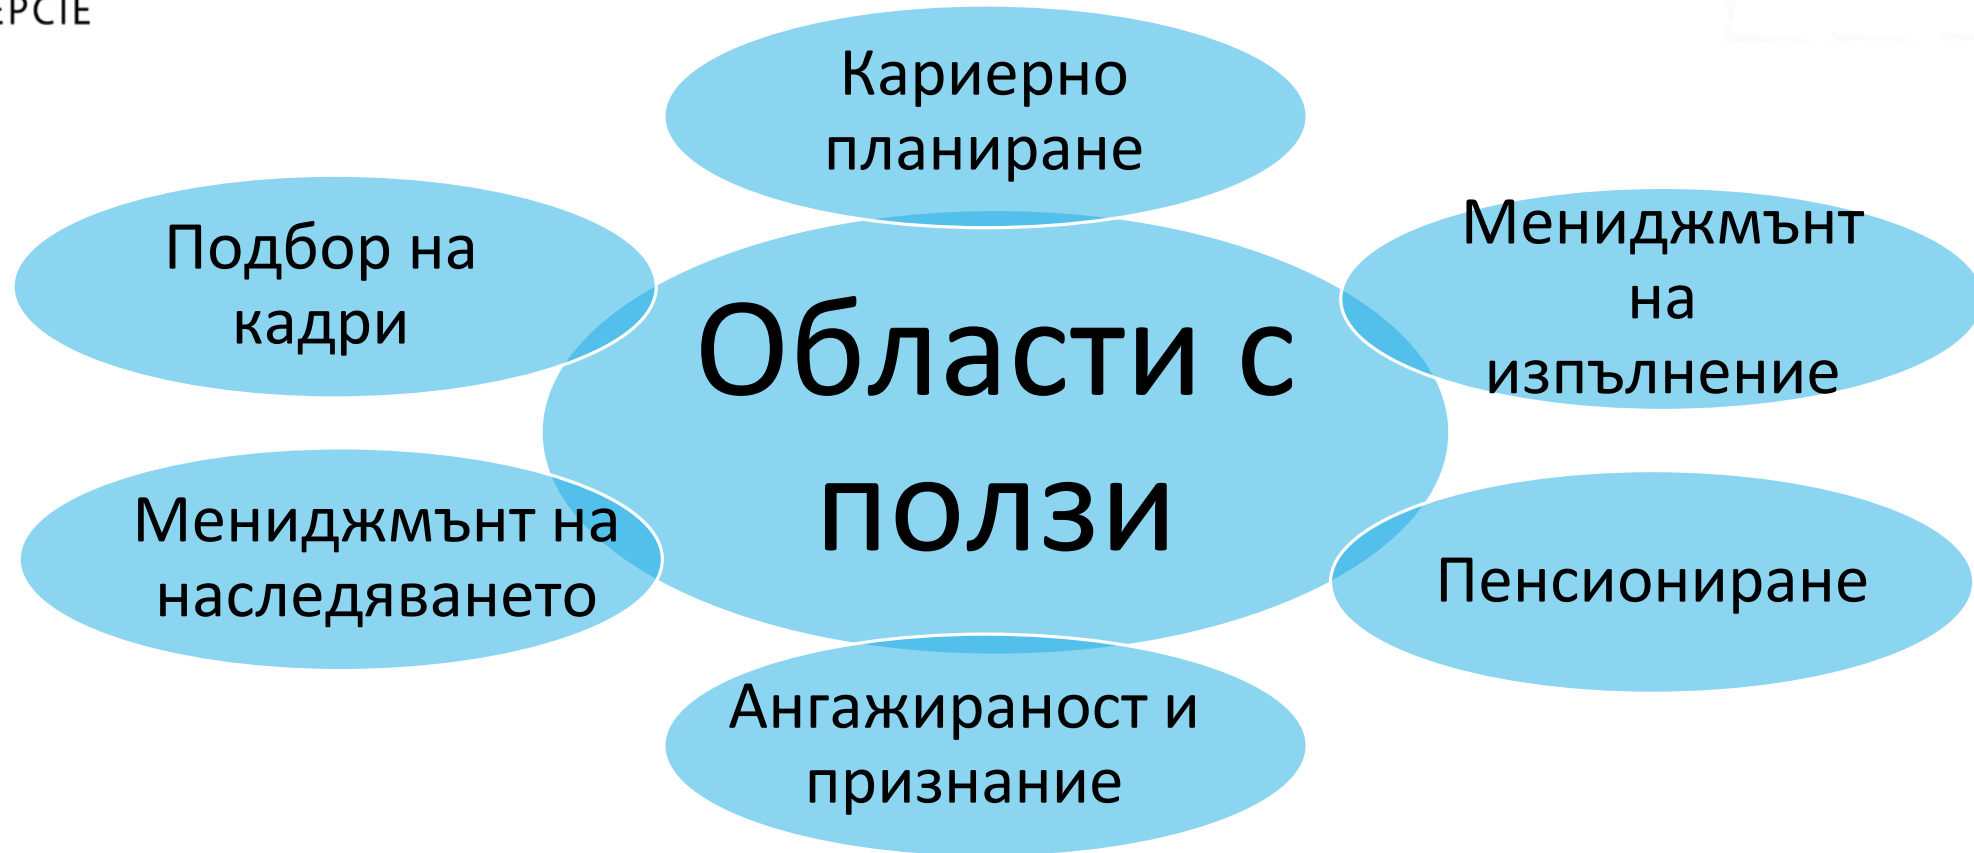 Кариерно
планиране
Подбор на
кадри
Мениджмънт
на
изпълнение
Области с
ползи
Мениджмънт на
наследяването
Пенсиониране
Ангажираност и
признание